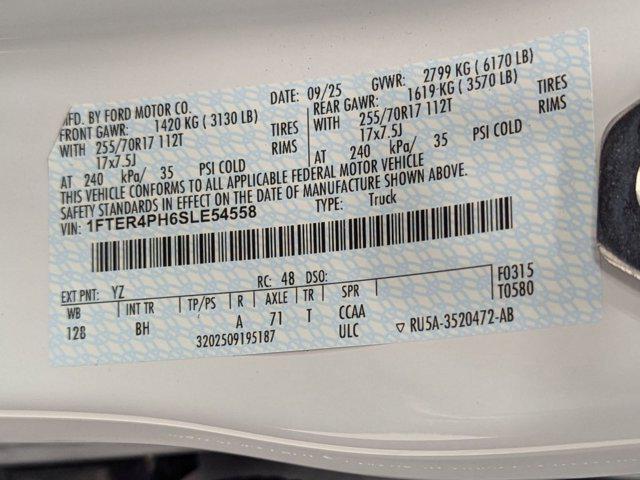 MFD. BY FORD MOTOR CO. DATE: 09/25 GVWR: 2799 KG ( 6170 LB)
FRONT GAWR: 1420 KG ( 3130 LB) REAR GAWR: 1619 KG ( 3570 LB)
WITH 255/70R17 112T TIRES WITH 255/70R17 112T TIRES
17x7.5J RIMS 17x7.5J RIMS
AT 240 kPa/ 35 PSI COLD AT 240 kPa/ 35 PSI COLD
THIS VEHICLE CONFORMS TO ALL APPLICABLE FEDERAL MOTOR VEHICLE
SAFETY STANDARDS IN EFFECT ON THE DATE OF MANUFACTURE SHOWN ABOVE.
VIN: 1FTER4PH6SLE54558 TYPE: Truck
EXT PNT: YZ RC: 48 DSO: F0315
WB INT TR TP/PS R AXLE TR SPR T0580
128 BH A 71 T CCAA
3202509195187 ULC ▽ RU5A-3520472-AB